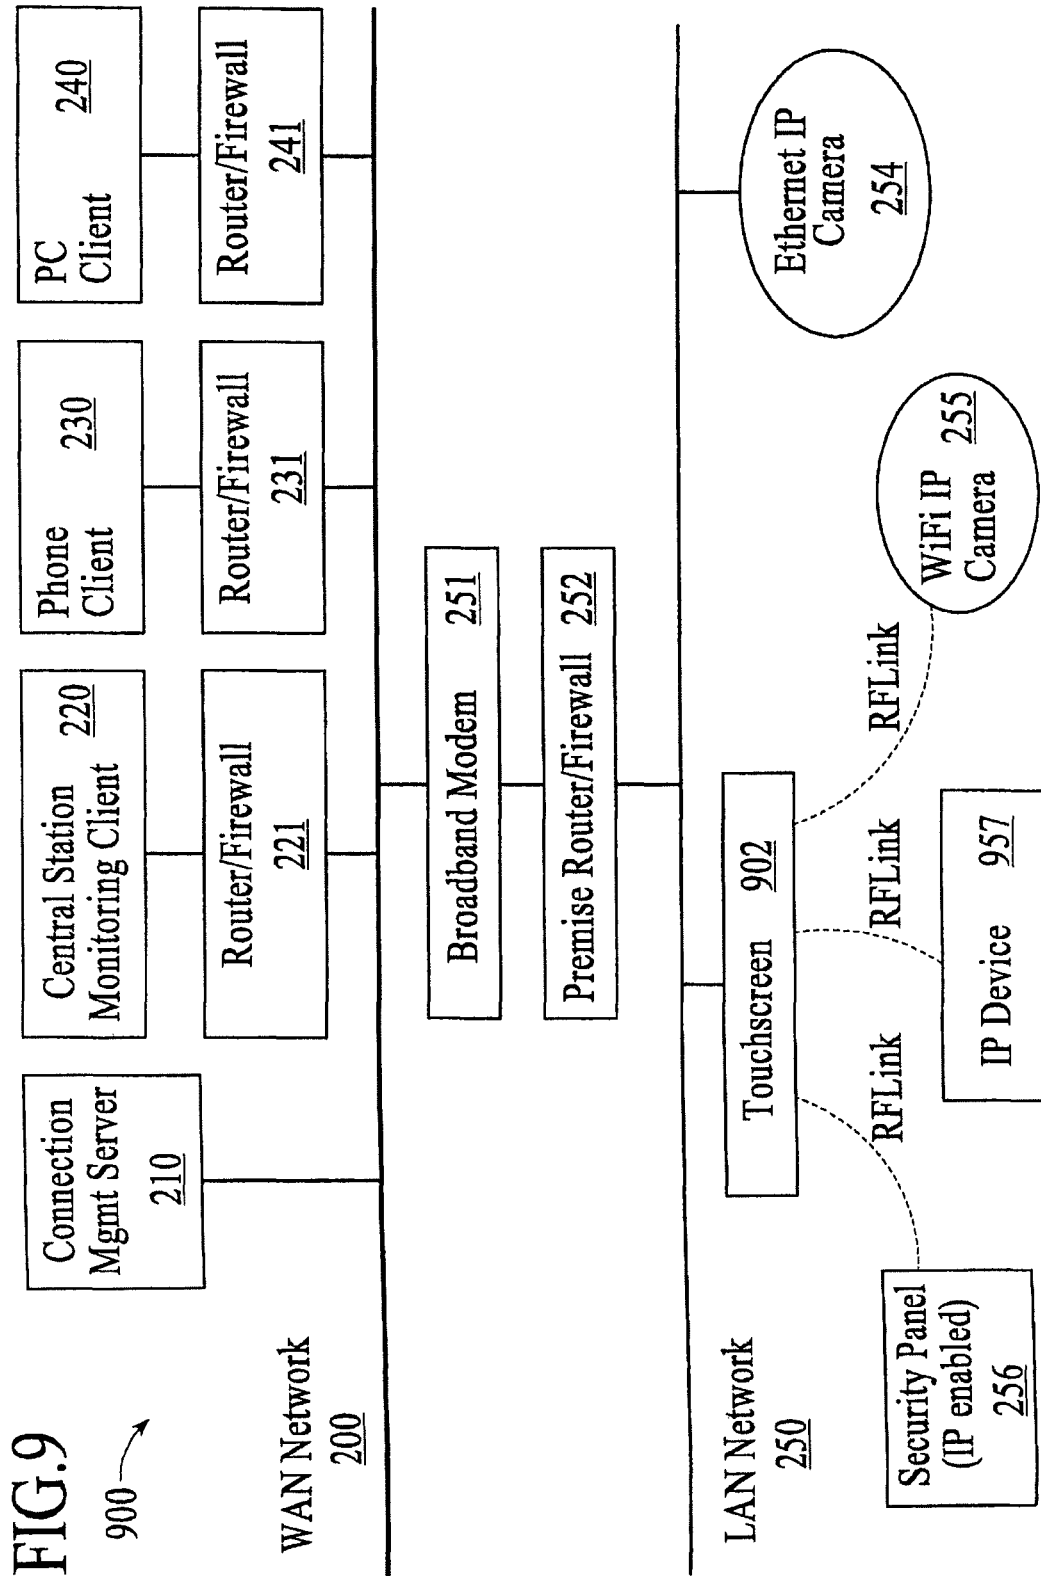 FIG.9
900
Connection
Mgmt Server
210
Central Station
Monitoring Client
220
Phone
Client
230
PC
Client
240
Router/Firewall
221
Router/Firewall
231
Router/Firewall
241
WAN Network
200
Broadband Modem 251
Premise Router/Firewall 252
LAN Network
250
Touchscreen 902
Ethernet IP
Camera
254
RFLink
RFLink
RFLink
Security Panel
(IP enabled)
256
IP Device 957
WiFi IP
Camera
255